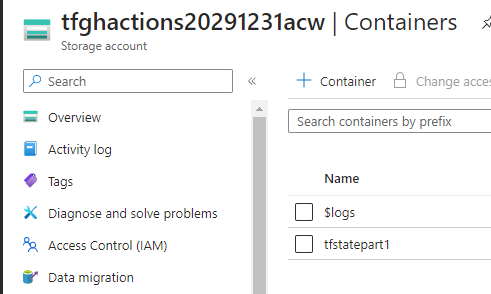 tfghactions20291231acw | Containers
Storage account
Search
Container
Change acces
Overview
Search containers by prefix
Activity log
Tags
Name
Diagnose and solve problems
$logs
Access Control (IAM)
tfstatepart1
Data migration